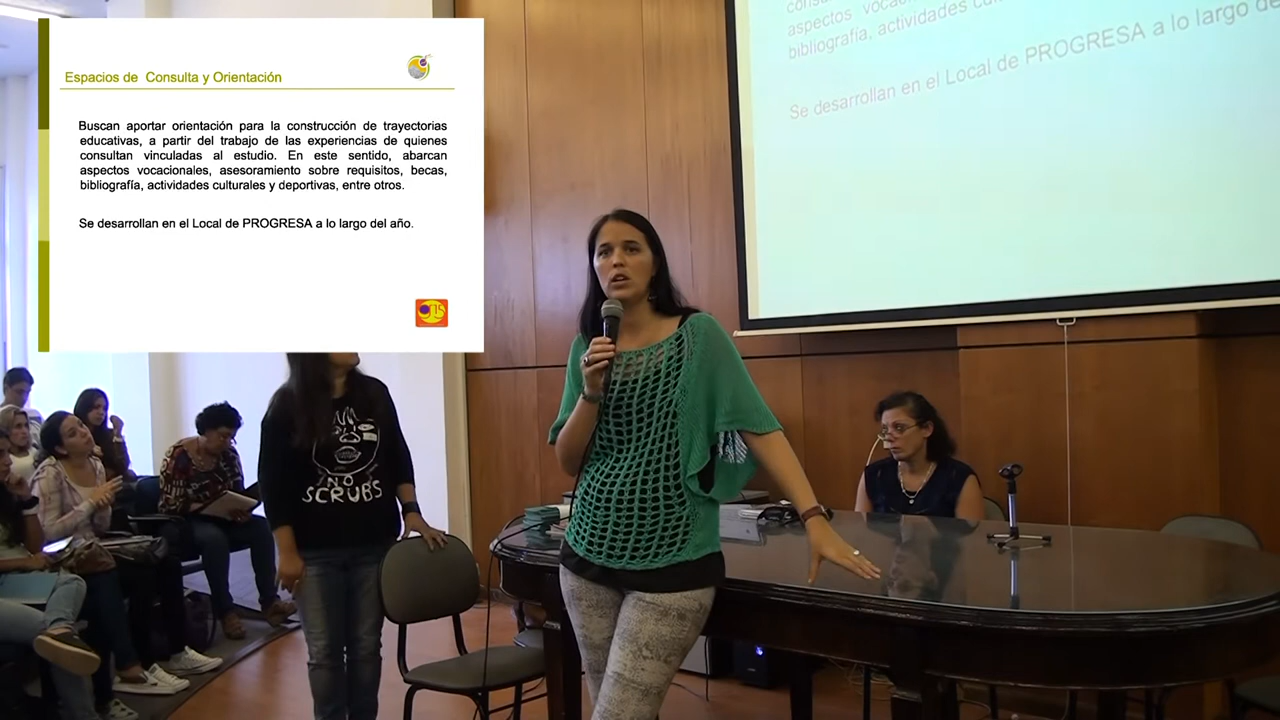 Espacios de Consulta y Orientación
Buscan aportar orientación para la construcción de trayectorias
educativas, a partir del trabajo de las experiencias de quienes
consultan vinculadas al estudio. En este sentido, abarcan
aspectos vocacionales, asesoramiento sobre requisitos, becas,
bibliografía, actividades culturales y deportivas, entre otros.
Se desarrollan en el Local de PROGRESA a lo largo del año.
aspectos
bibliografía, actividades
Se desarrollan en el Local de PROGRESA a lo largo de
NO
SCRUBS